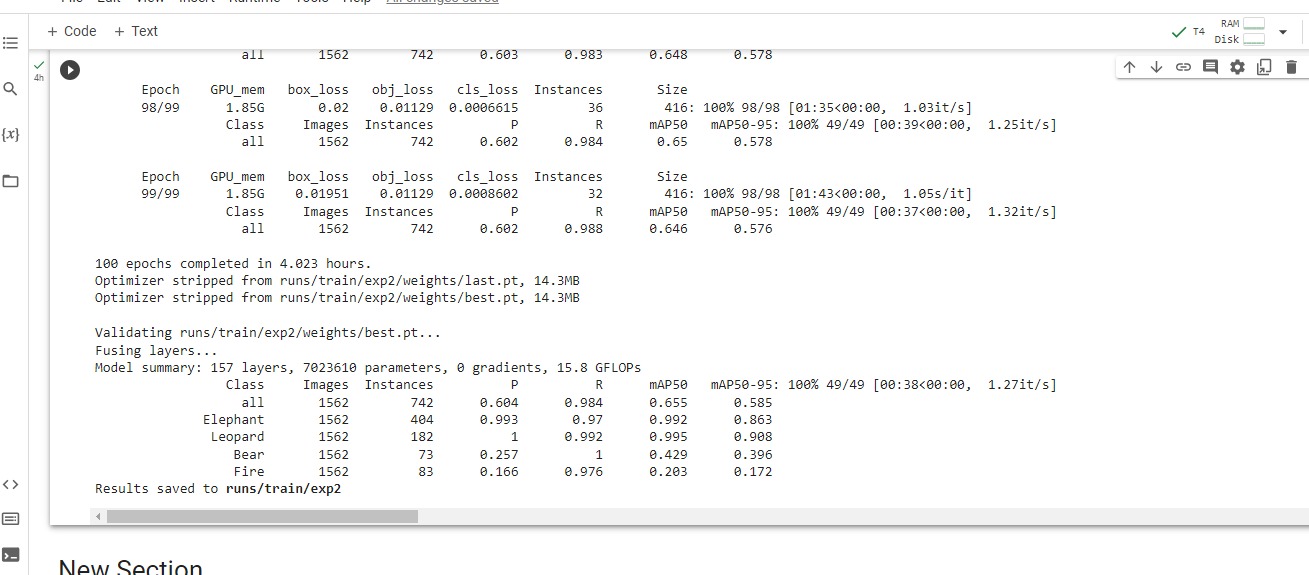 File Edit View Insert Runtime Tools Help All changes saved
+ Code + Text
T4 RAM Disk
4h
{x}
all 1562 742 0.603 0.983 0.648 0.578
Epoch GPU_mem box_loss obj_loss cls_loss Instances Size
98/99 1.85G 0.02 0.01129 0.0006615 36 416: 100% 98/98 [01:35<00:00, 1.03it/s]
Class Images Instances P R mAP50 mAP50-95: 100% 49/49 [00:39<00:00, 1.25it/s]
all 1562 742 0.602 0.984 0.65 0.578
Epoch GPU_mem box_loss obj_loss cls_loss Instances Size
99/99 1.85G 0.01951 0.01129 0.0008602 32 416: 100% 98/98 [01:43<00:00, 1.05s/it]
Class Images Instances P R mAP50 mAP50-95: 100% 49/49 [00:37<00:00, 1.32it/s]
all 1562 742 0.602 0.988 0.646 0.576
100 epochs completed in 4.023 hours.
Optimizer stripped from runs/train/exp2/weights/last.pt, 14.3MB
Optimizer stripped from runs/train/exp2/weights/best.pt, 14.3MB
Validating runs/train/exp2/weights/best.pt...
Fusing layers...
Model summary: 157 layers, 7023610 parameters, 0 gradients, 15.8 GFLOPs
Class Images Instances P R mAP50 mAP50-95: 100% 49/49 [00:38<00:00, 1.27it/s]
all 1562 742 0.604 0.984 0.655 0.585
Elephant 1562 404 0.993 0.97 0.992 0.863
Leopard 1562 182 1 0.992 0.995 0.908
Bear 1562 73 0.257 1 0.429 0.396
Fire 1562 83 0.166 0.976 0.203 0.172
Results saved to runs/train/exp2
New Section